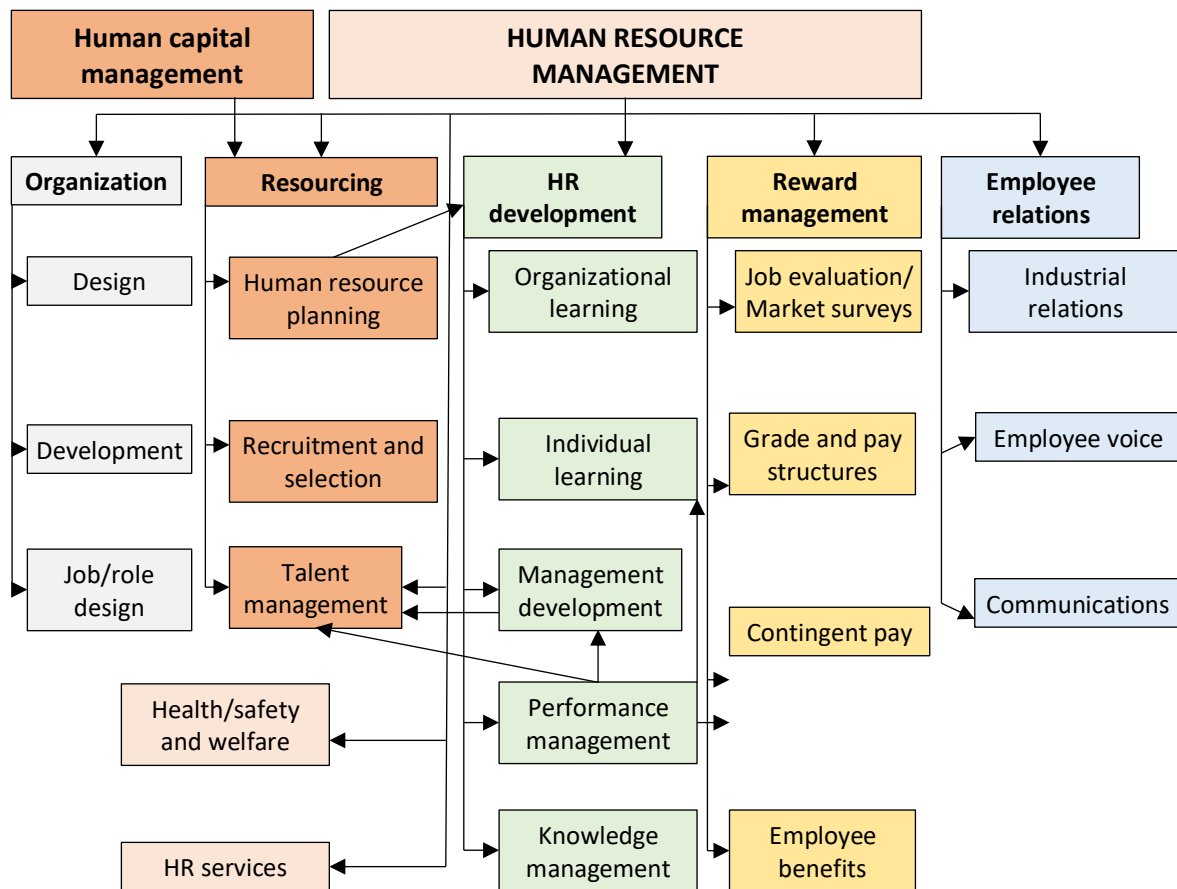 Human capital
management
HUMAN RESOURCE
MANAGEMENT
Organization
Resourcing
HR
development
Reward
management
Employee
relations
Design
Human resource
planning
Organizational
learning
Job evaluation/
Market surveys
Industrial
relations
Development
Recruitment and
selection
Individual
learning
Grade and pay
structures
Employee voice
Job/role
design
Talent
management
Management
development
Contingent pay
Communications
Health/safety
and welfare
Performance
management
HR services
Knowledge
management
Employee
benefits